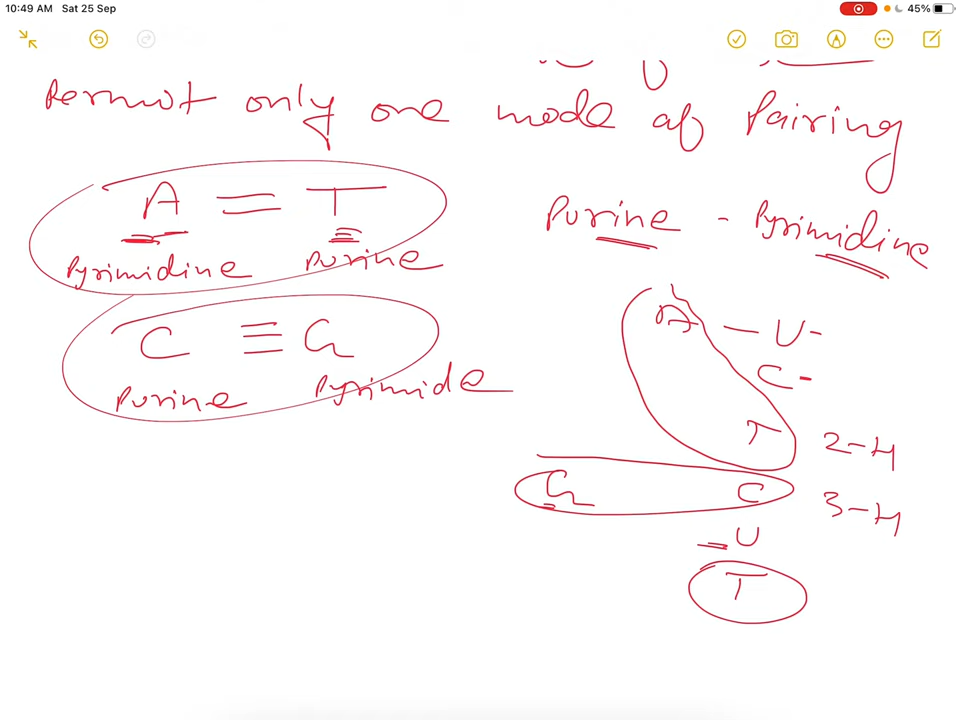 10:49 AM Sat 25 Sep 45%
Permit only one mode of Pairing
A = T
Pyrimidine Purine
Purine - Pyrimidine
C ≡ G
Purine Pyrimide
A - U -
C -
T 2-H
G C 3-H
- U
T